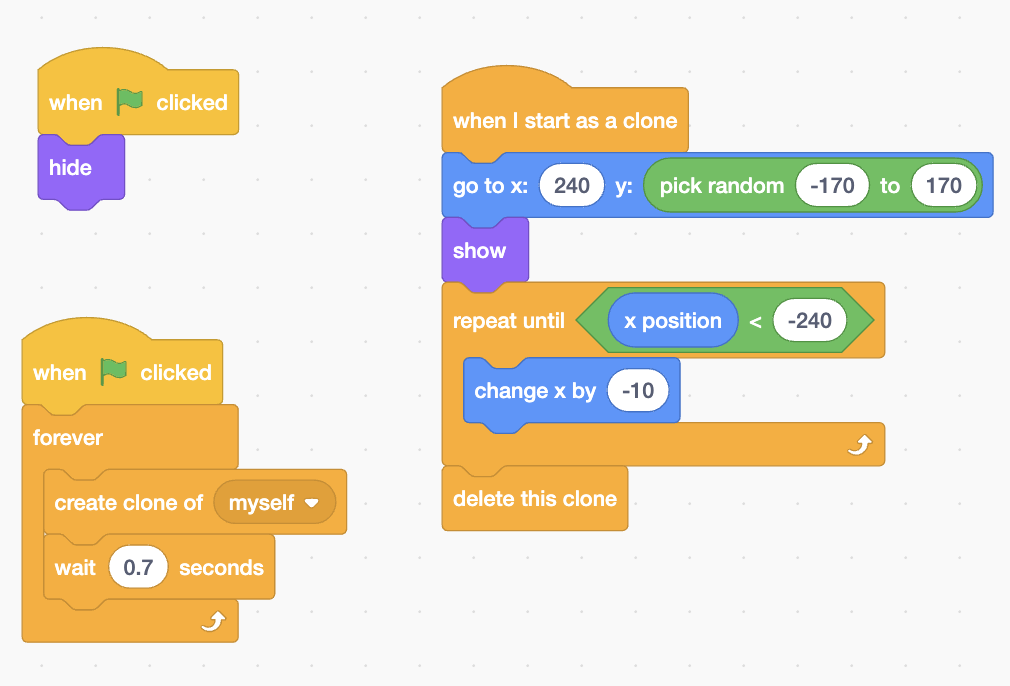 when clicked
hide
when clicked
forever
create clone of myself
wait 0.7 seconds
when I start as a clone
go to x: 240 y: pick random -170 to 170
show
repeat until x position < -240
change x by -10
delete this clone